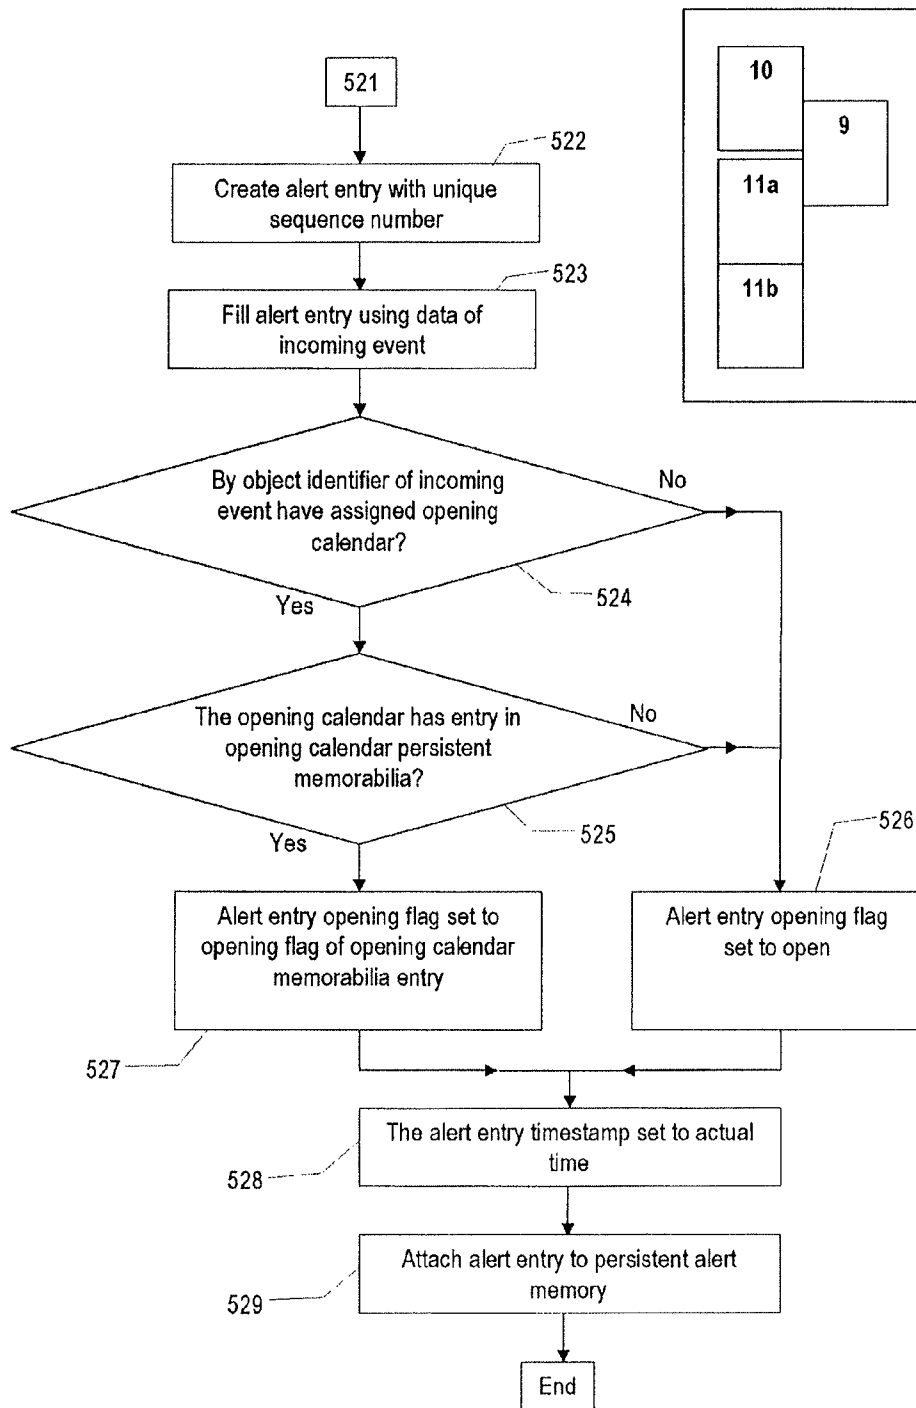 521
522
Create alert entry with unique
sequence number
523
Fill alert entry using data of
incoming event
10
9
11a
11b
By object identifier of incoming
event have assigned opening
calendar?
No
524
Yes
The opening calendar has entry in
opening calendar persistent
memorabilia?
No
525
Yes
526
Alert entry opening flag set to
opening flag of opening calendar
memorabilia entry
Alert entry opening flag
set to open
527
The alert entry timestamp set to actual
time
528
Attach alert entry to persistent alert
memory
529
End